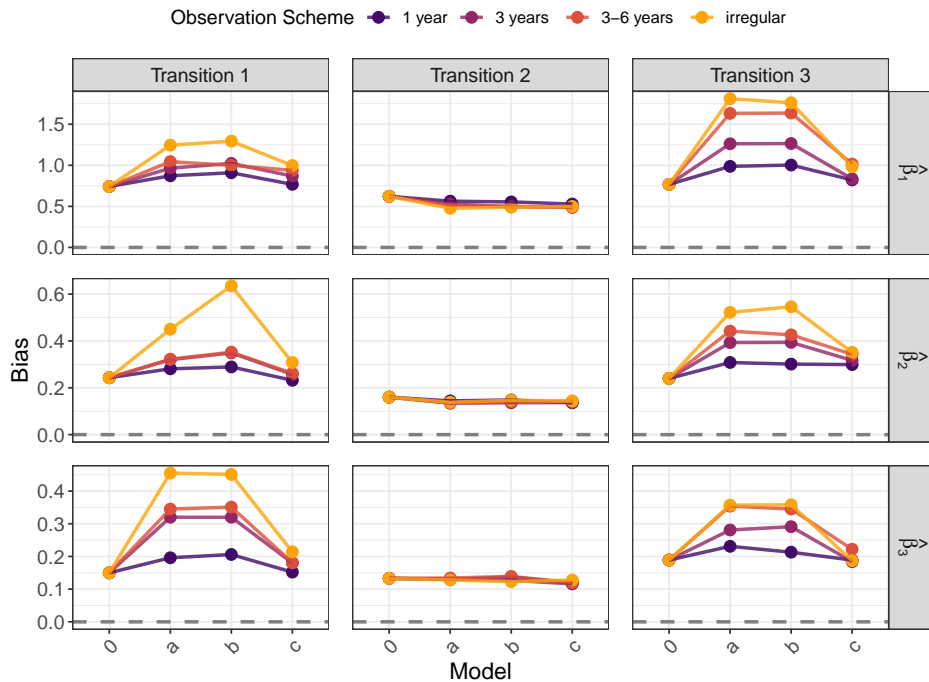 Observation Scheme 1 year 3 years 3−6 years irregular
Transition 1 Transition 2 Transition 3
0.0 0.5 1.0 1.5
β̂1
0.0 0.2 0.4 0.6
β̂2
0.0 0.1 0.2 0.3 0.4
β̂3
Bias
0 a b c 0 a b c 0 a b c
Model